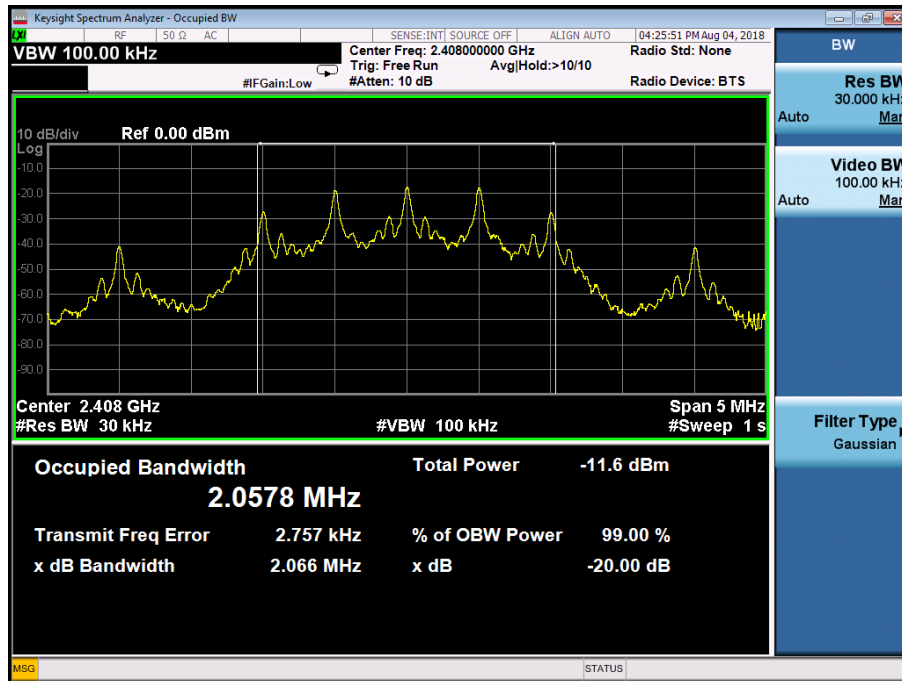 Keysight Spectrum Analyzer - Occupied BW
LXI RF 50 Ω AC SENSE:INT SOURCE OFF ALIGN AUTO 04:25:51 PM Aug 04, 2018
VBW 100.00 kHz
Center Freq: 2.408000000 GHz Radio Std: None
Trig: Free Run Avg|Hold:>10/10
#IFGain:Low #Atten: 10 dB Radio Device: BTS
10 dB/div Ref 0.00 dBm
Log
-10.0
-20.0
-30.0
-40.0
-50.0
-60.0
-70.0
-80.0
-90.0
Center 2.408 GHz Span 5 MHz
#Res BW 30 kHz #VBW 100 kHz #Sweep 1 s
Occupied Bandwidth Total Power -11.6 dBm
2.0578 MHz
Transmit Freq Error 2.757 kHz % of OBW Power 99.00 %
x dB Bandwidth 2.066 MHz x dB -20.00 dB
MSG STATUS
BW
Res BW
30.000 kHz
Auto Man
Video BW
100.00 kHz
Auto Man
Filter Type
Gaussian